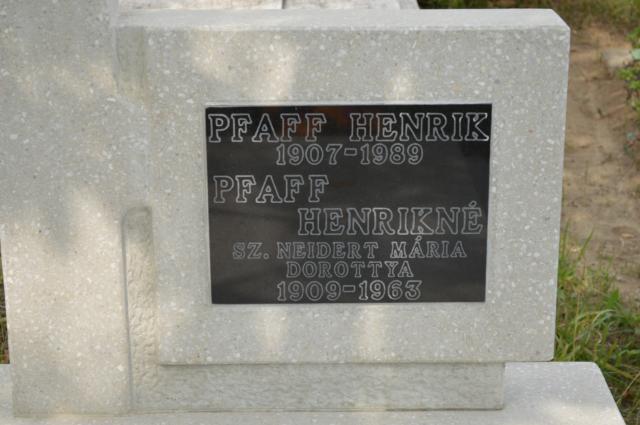 PFAFF HENRIK
1907-1989
PFAFF
HENRIKNÉ
SZ. NEIDERT MÁRIA
DOROTTYA
1909-1963